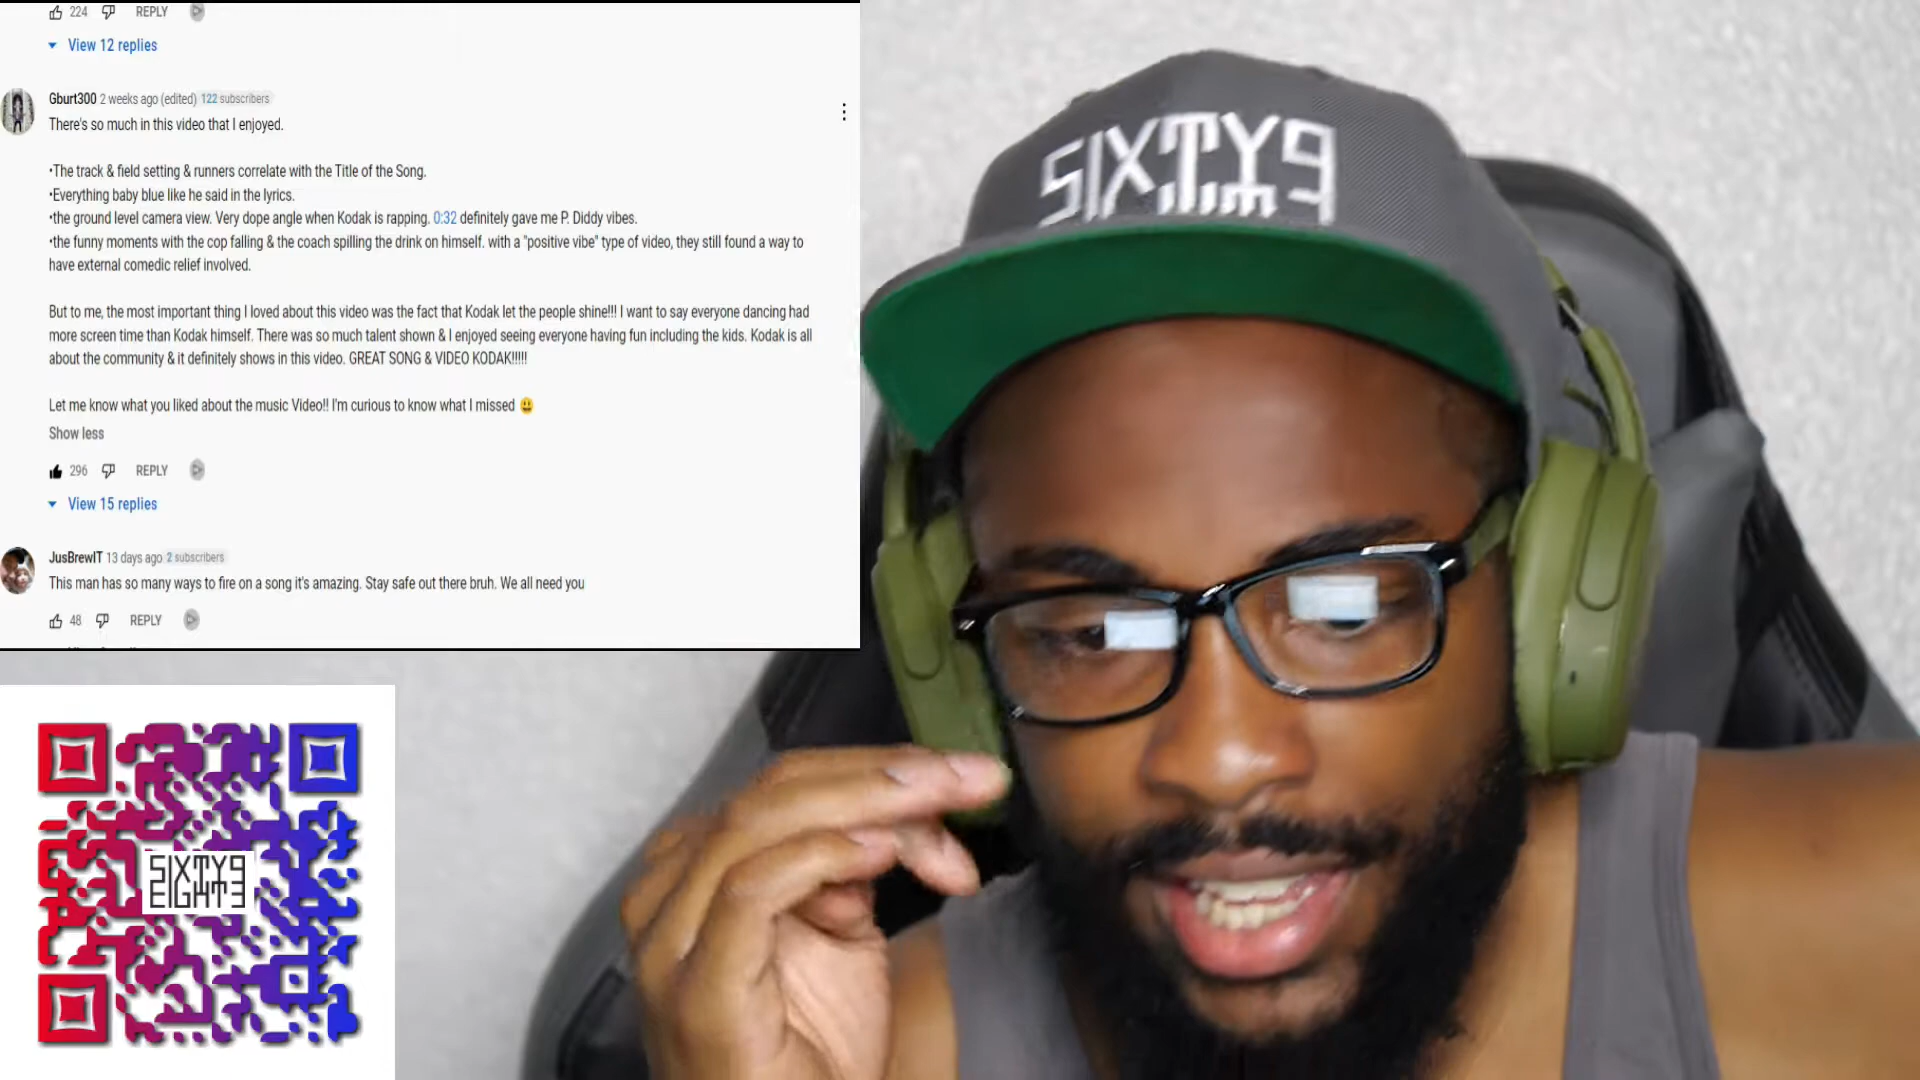 224 REPLY
View 12 replies
Gburt300 2 weeks ago (edited) 122 subscribers
There's so much in this video that I enjoyed.
•The track & field setting & runners correlate with the Title of the Song.
•Everything baby blue like he said in the lyrics.
•the ground level camera view. Very dope angle when Kodak is rapping. 0:32 definitely gave me P. Diddy vibes.
•the funny moments with the cop falling & the coach spilling the drink on himself. with a "positive vibe" type of video, they still found a way to
have external comedic relief involved.
But to me, the most important thing I loved about this video was the fact that Kodak let the people shine!!! I want to say everyone dancing had
more screen time than Kodak himself. There was so much talent shown & I enjoyed seeing everyone having fun including the kids. Kodak is all
about the community & it definitely shows in this video. GREAT SONG & VIDEO KODAK!!!!!
Let me know what you liked about the music Video!! I'm curious to know what I missed 😃
Show less
296 REPLY
View 15 replies
JusBrewIT 13 days ago 2 subscribers
This man has so many ways to fire on a song it's amazing. Stay safe out there bruh. We all need you
48 REPLY
SIXTY9
SIXTY9
EIGHT3